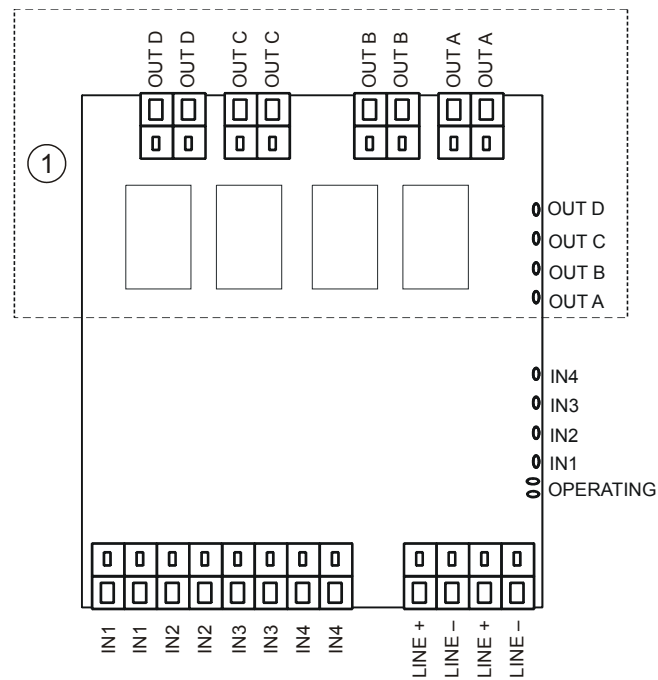 OUT D
OUT D
OUT C
OUT C
OUT B
OUT B
OUT A
OUT A
1
OUT D
OUT C
OUT B
OUT A
IN4
IN3
IN2
IN1
OPERATING
IN1
IN1
IN2
IN2
IN3
IN3
IN4
IN4
LINE +
LINE –
LINE +
LINE –